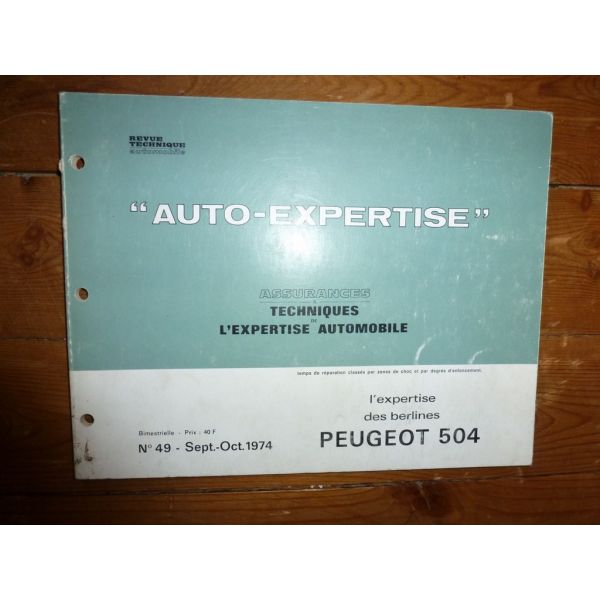 REVUE
TECHNIQUE
automobile
"AUTO-EXPERTISE"
ASSURANCES
&
TECHNIQUES
DE
L'EXPERTISE AUTOMOBILE
temps de réparation classés par zones de choc et par degrés d'enfoncement.
l'expertise
des berlines
PEUGEOT 504
Bimestrielle - Prix : 40 F
N° 49 - Sept.-Oct. 1974